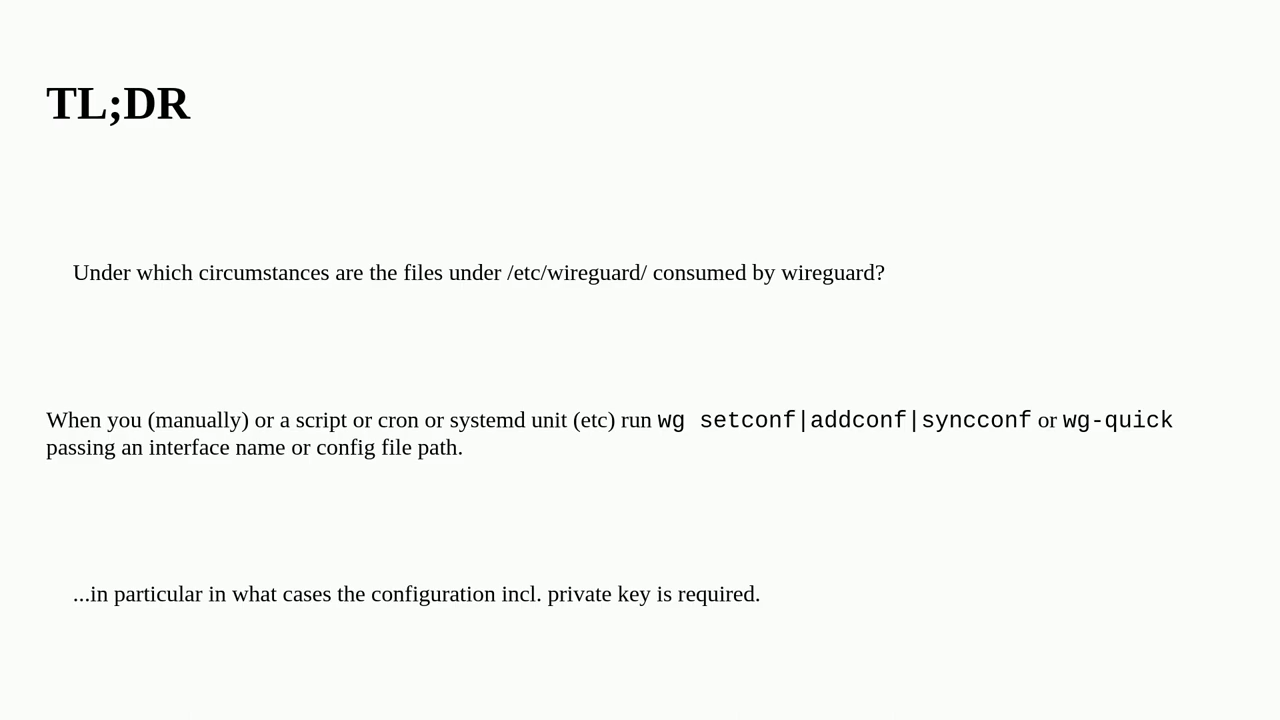 TL;DR
Under which circumstances are the files under /etc/wireguard/ consumed by wireguard?
When you (manually) or a script or cron or systemd unit (etc) run wg setconf|addconf|syncconf or wg-quick
passing an interface name or config file path.
...in particular in what cases the configuration incl. private key is required.